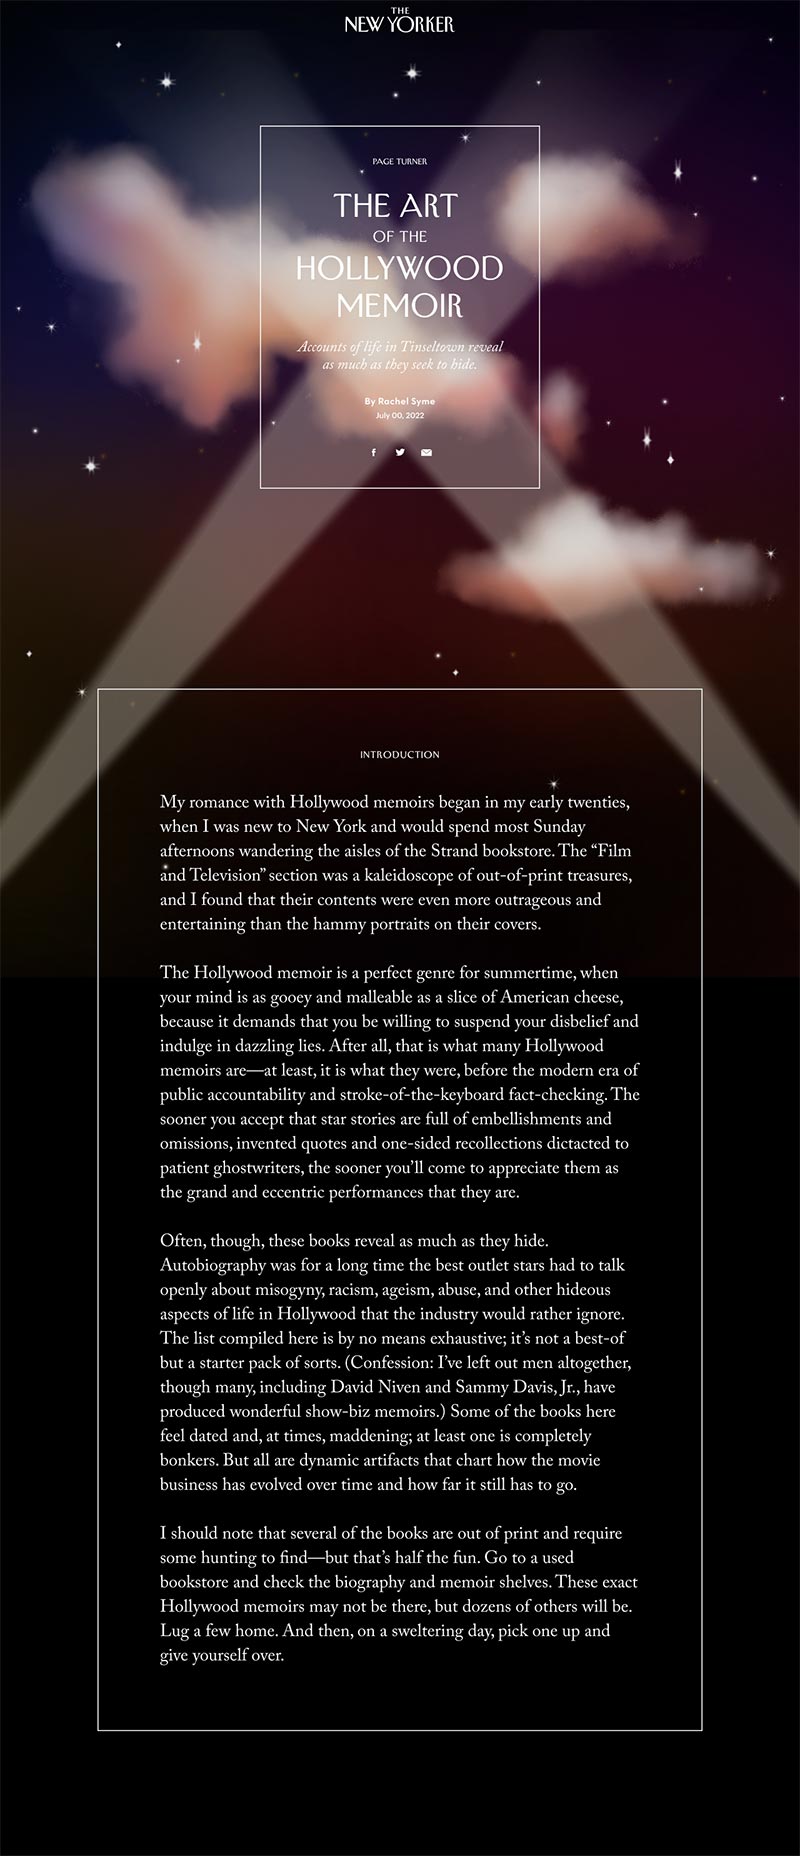 THE
NEW YORKER
PAGE TURNER
THE ART
OF THE
HOLLYWOOD
MEMOIR
Accounts of life in Tinseltown reveal
as much as they seek to hide.
By Rachel Syme
July 00, 2022
INTRODUCTION
My romance with Hollywood memoirs began in my early twenties,
when I was new to New York and would spend most Sunday
afternoons wandering the aisles of the Strand bookstore. The “Film
and Television” section was a kaleidoscope of out-of-print treasures,
and I found that their contents were even more outrageous and
entertaining than the hammy portraits on their covers.
The Hollywood memoir is a perfect genre for summertime, when
your mind is as gooey and malleable as a slice of American cheese,
because it demands that you be willing to suspend your disbelief and
indulge in dazzling lies. After all, that is what many Hollywood
memoirs are—at least, it is what they were, before the modern era of
public accountability and stroke-of-the-keyboard fact-checking. The
sooner you accept that star stories are full of embellishments and
omissions, invented quotes and one-sided recollections dictacted to
patient ghostwriters, the sooner you’ll come to appreciate them as
the grand and eccentric performances that they are.
Often, though, these books reveal as much as they hide.
Autobiography was for a long time the best outlet stars had to talk
openly about misogyny, racism, ageism, abuse, and other hideous
aspects of life in Hollywood that the industry would rather ignore.
The list compiled here is by no means exhaustive; it’s not a best-of
but a starter pack of sorts. (Confession: I’ve left out men altogether,
though many, including David Niven and Sammy Davis, Jr., have
produced wonderful show-biz memoirs.) Some of the books here
feel dated and, at times, maddening; at least one is completely
bonkers. But all are dynamic artifacts that chart how the movie
business has evolved over time and how far it still has to go.
I should note that several of the books are out of print and require
some hunting to find—but that’s half the fun. Go to a used
bookstore and check the biography and memoir shelves. These exact
Hollywood memoirs may not be there, but dozens of others will be.
Lug a few home. And then, on a sweltering day, pick one up and
give yourself over.